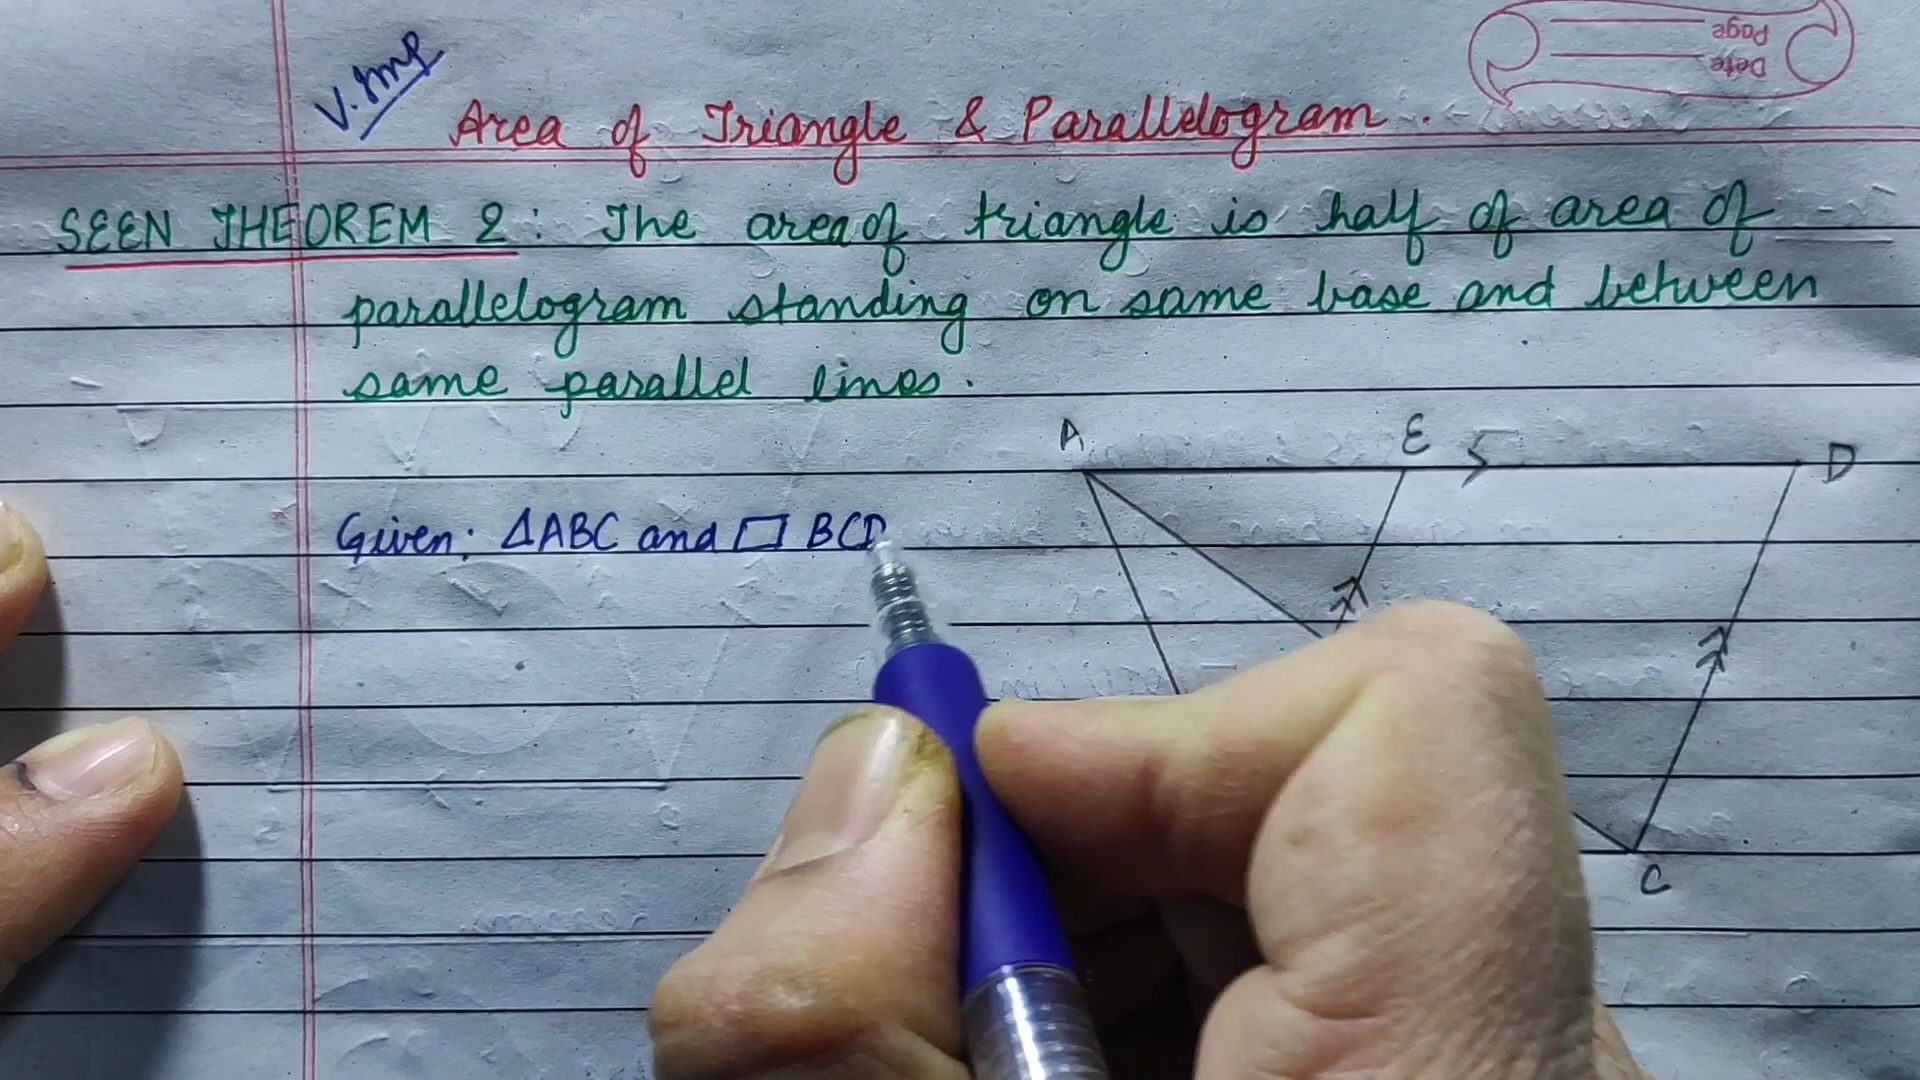 Page
Date
V. Imp
Area of Triangle & Parallelogram.
SEEN THEOREM 2: The area of triangle is half of area of
parallelogram standing on same base and between
same parallel lines.
A E D
Given: ΔABC and ▱ BCD
C